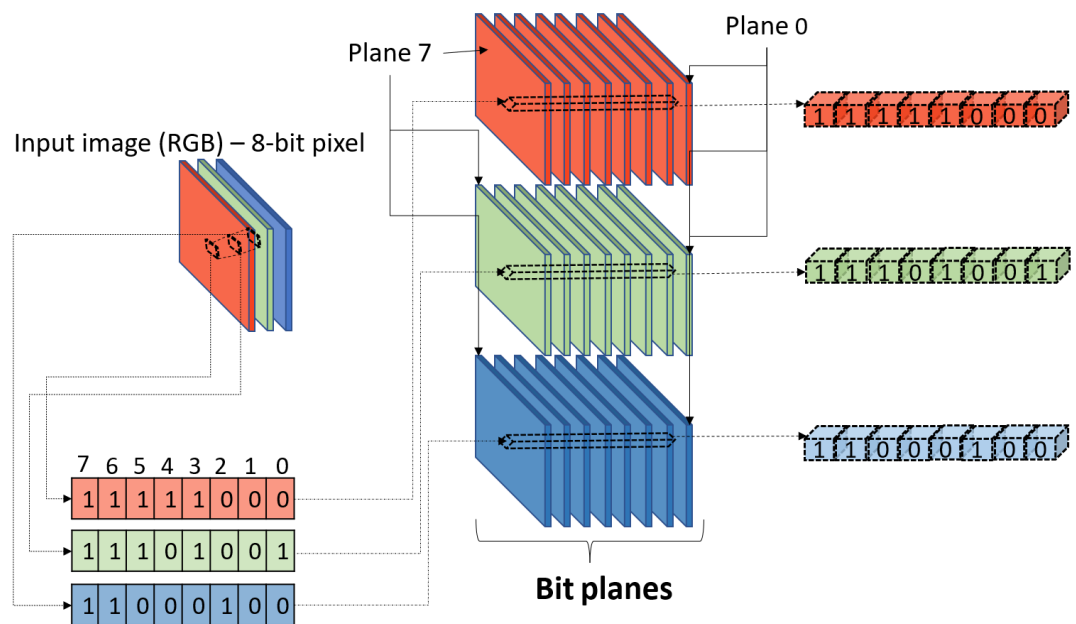 Plane 7
Plane 0
1 1 1 1 1 0 0 0
Input image (RGB) – 8-bit pixel
1 1 1 0 1 0 0 1
1 1 0 0 0 1 0 0
7 6 5 4 3 2 1 0
1 1 1 1 1 0 0 0
1 1 1 0 1 0 0 1
1 1 0 0 0 1 0 0
Bit planes